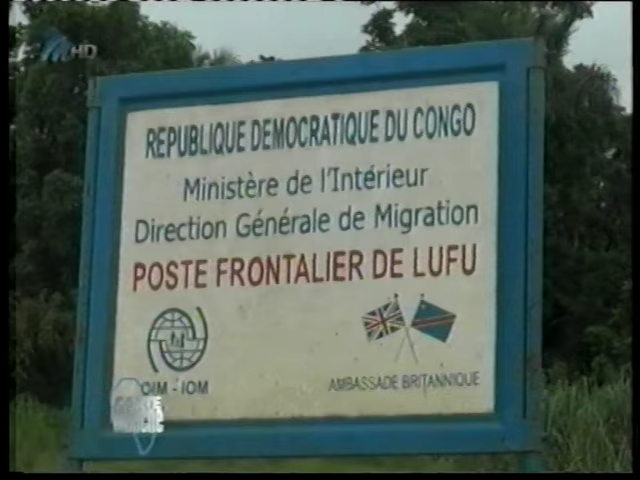 HD
REPUBLIQUE DEMOCRATIQUE DU CONGO
Ministère de l'Intérieur
Direction Générale de Migration
POSTE FRONTALIER DE LUFU
OIM - IOM
AMBASSADE BRITANNIQUE